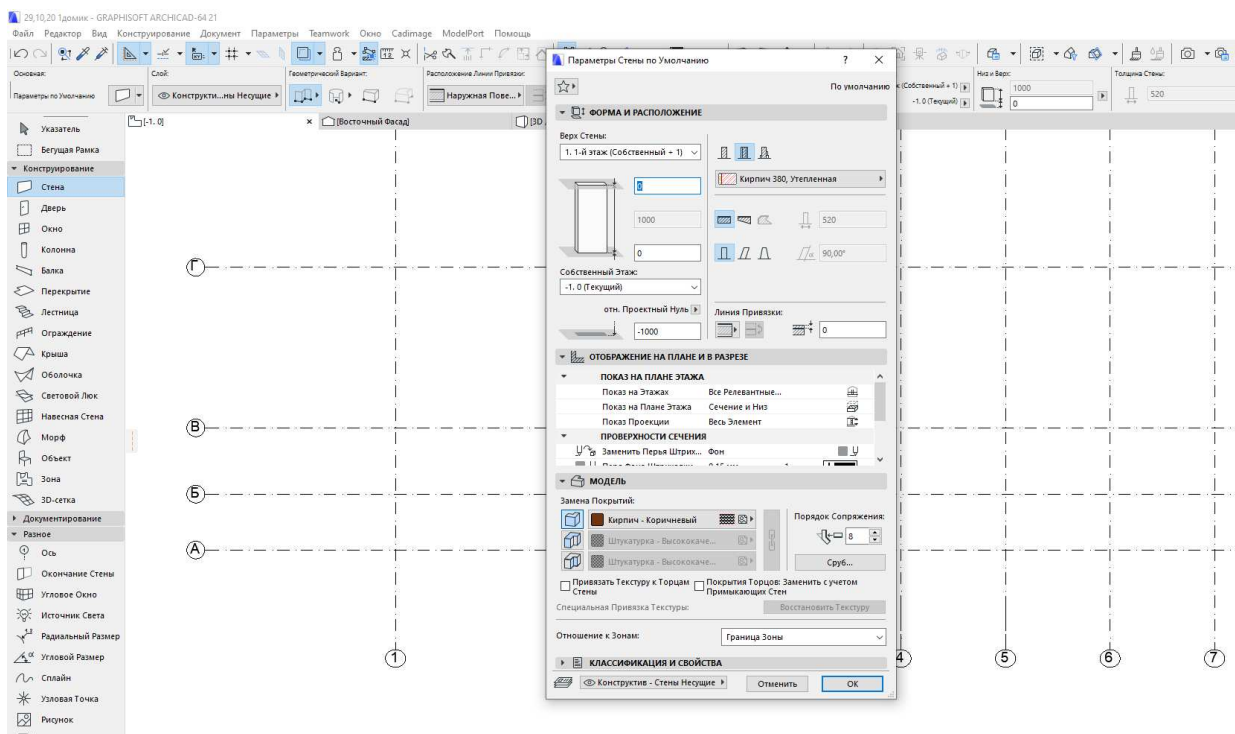 29,10,20 1домик - GRAPHISOFT ARCHICAD-64 21
Файл Редактор Вид Конструирование Документ Параметры Teamwork Окно Cadimage ModelPort Помощь
Основная:
Параметры по Умолчанию
Слой:
Конструкти...ны Несущие
Геометрический Вариант:
Расположение Линии Привязки:
Наружная Пове...
(Собственный + 1)
-1. 0 (Текущий)
Низ и Верх:
1000
0
Толщина Стены:
520
[-1. 0]
[Восточный Фасад]
[3D
Указатель
Бегущая Рамка
Конструирование
Стена
Дверь
Окно
Колонна
Балка
Перекрытие
Лестница
Ограждение
Крыша
Оболочка
Световой Люк
Навесная Стена
Морф
Объект
Зона
3D-сетка
Документирование
Разное
Ось
Окончание Стены
Угловое Окно
Источник Света
Радиальный Размер
Угловой Размер
Сплайн
Узловая Точка
Рисунок
Г
В
Б
А
1
4
5
6
7
Параметры Стены по Умолчанию ? ×
По умолчанию
ФОРМА И РАСПОЛОЖЕНИЕ
Верх Стены:
1. 1-й этаж (Собственный + 1)
0
1000
0
Собственный Этаж:
-1. 0 (Текущий)
отн. Проектный Нуль
-1000
Кирпич 380, Утепленная
520
90,00°
Линия Привязки:
0
ОТОБРАЖЕНИЕ НА ПЛАНЕ И В РАЗРЕЗЕ
ПОКАЗ НА ПЛАНЕ ЭТАЖА
Показ на Этажах Все Релевантные...
Показ на Плане Этажа Сечение и Низ
Показ Проекции Весь Элемент
ПРОВЕРХНОСТИ СЕЧЕНИЯ
Заменить Перья Штрих... Фон
МОДЕЛЬ
Замена Покрытий:
Кирпич - Коричневый
Штукатурка - Высококаче...
Штукатурка - Высококаче...
Порядок Сопряжения:
8
Сруб...
Привязать Текстуру к Торцам Стены
Покрытия Торцов: Заменить с учетом Примыкающих Стен
Специальная Привязка Текстуры:
Восстановить Текстуру
Отношение к Зонам:
Граница Зоны
КЛАССИФИКАЦИЯ И СВОЙСТВА
Конструктив - Стены Несущие
Отменить
OK